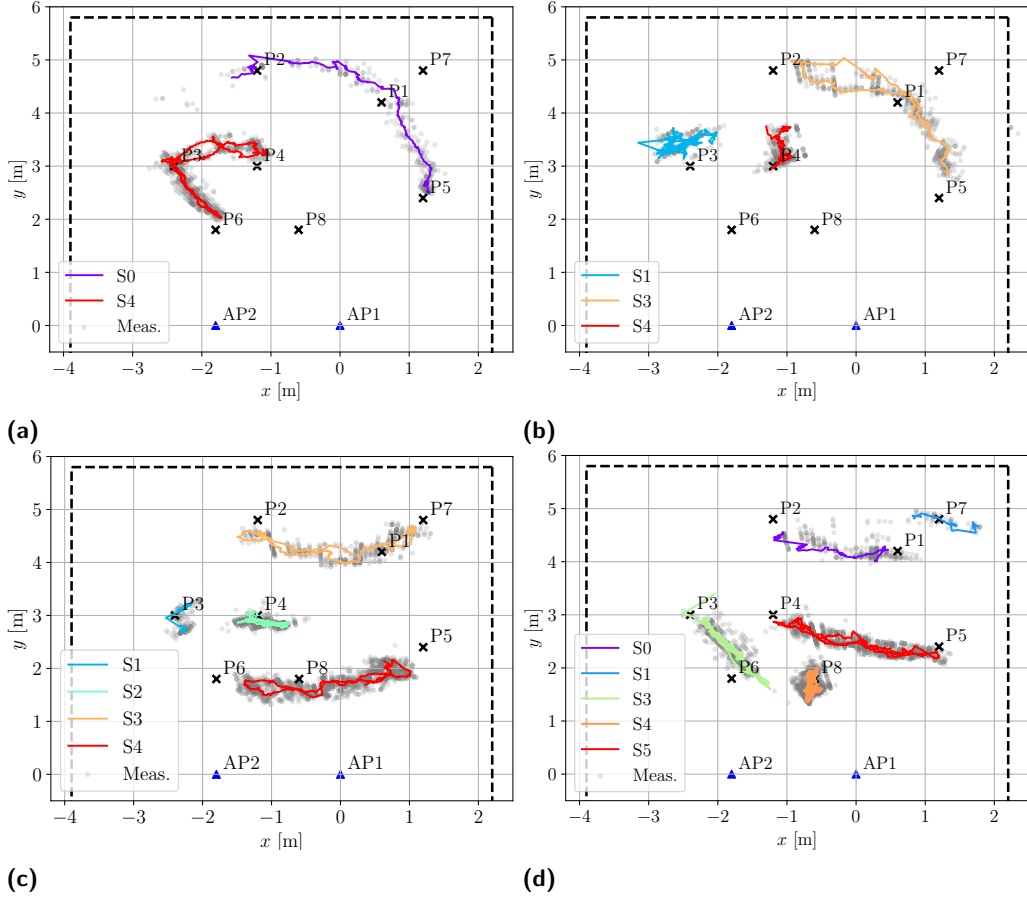 6
5
4
3
2
1
0
y [m]
P2
P7
P1
P3
P4
P5
P6
P8
S0
S4
Meas.
AP2
AP1
−4
−3
−2
−1
0
1
2
x [m]
(a)
6
5
4
3
2
1
0
y [m]
P2
P7
P1
P3
P4
P5
P6
P8
S1
S3
S4
AP2
AP1
−4
−3
−2
−1
0
1
2
x [m]
(b)
6
5
4
3
2
1
0
y [m]
P2
P7
P1
P3
P4
P5
P6
P8
S1
S2
S3
S4
Meas.
AP2
AP1
−4
−3
−2
−1
0
1
2
x [m]
(c)
6
5
4
3
2
1
0
y [m]
P2
P7
P1
P3
P4
P5
P6
P8
S0
S1
S3
S4
S5
Meas.
AP2
AP1
−4
−3
−2
−1
0
1
2
x [m]
(d)